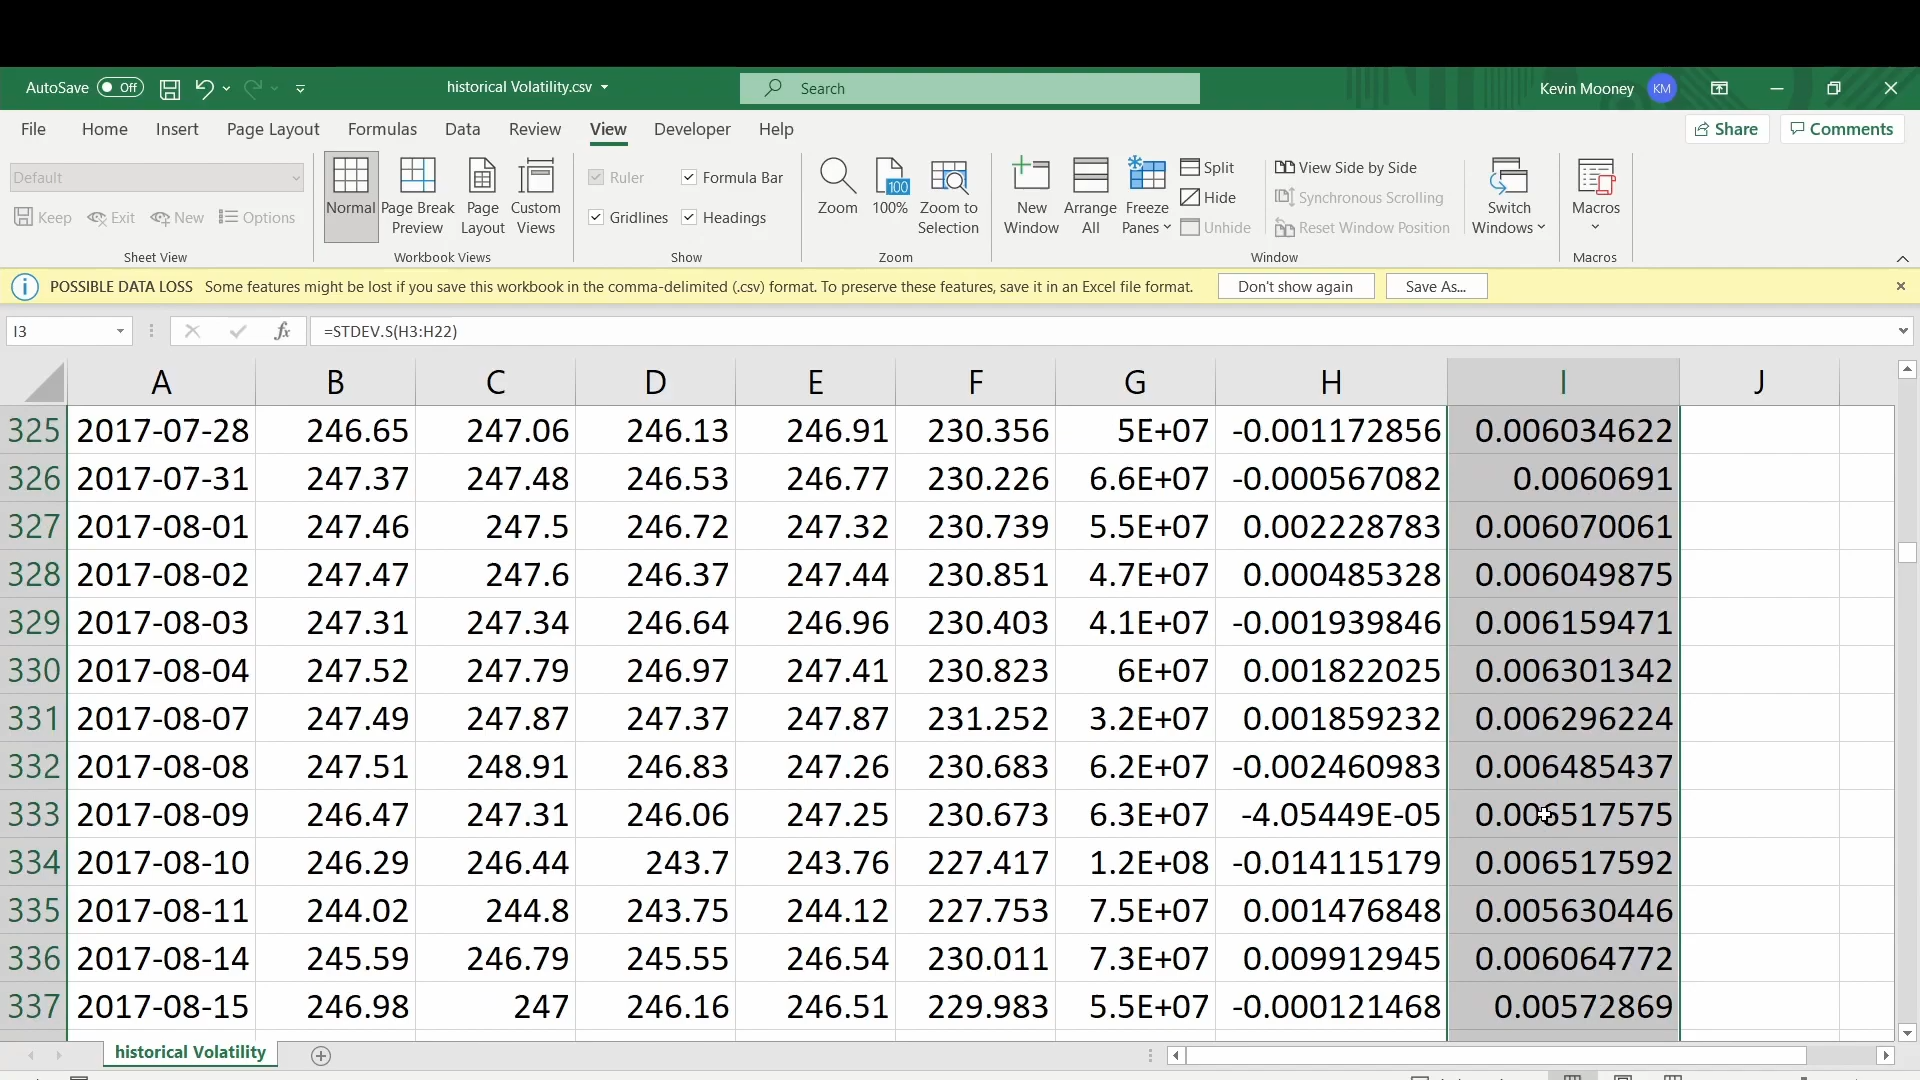 AutoSave Off historical Volatility.csv Search Kevin Mooney KM
File Home Insert Page Layout Formulas Data Review View Developer Help Share Comments
Default
Keep Exit New Options
Sheet View
Normal Page Break Preview Page Layout Custom Views
Workbook Views
Ruler Formula Bar
Gridlines Headings
Show
Zoom 100 100% Zoom to Selection
Zoom
New Window Arrange All Freeze Panes
Split
Hide
Unhide
View Side by Side
Synchronous Scrolling
Reset Window Position
Switch Windows
Window
Macros
Macros
POSSIBLE DATA LOSS Some features might be lost if you save this workbook in the comma-delimited (.csv) format. To preserve these features, save it in an Excel file format. Don't show again Save As...
I3 fx =STDEV.S(H3:H22)
A B C D E F G H I J
325 2017-07-28 246.65 247.06 246.13 246.91 230.356 5E+07 -0.001172856 0.006034622
326 2017-07-31 247.37 247.48 246.53 246.77 230.226 6.6E+07 -0.000567082 0.0060691
327 2017-08-01 247.46 247.5 246.72 247.32 230.739 5.5E+07 0.002228783 0.006070061
328 2017-08-02 247.47 247.6 246.37 247.44 230.851 4.7E+07 0.000485328 0.006049875
329 2017-08-03 247.31 247.34 246.64 246.96 230.403 4.1E+07 -0.001939846 0.006159471
330 2017-08-04 247.52 247.79 246.97 247.41 230.823 6E+07 0.001822025 0.006301342
331 2017-08-07 247.49 247.87 247.37 247.87 231.252 3.2E+07 0.001859232 0.006296224
332 2017-08-08 247.51 248.91 246.83 247.26 230.683 6.2E+07 -0.002460983 0.006485437
333 2017-08-09 246.47 247.31 246.06 247.25 230.673 6.3E+07 -4.05449E-05 0.006517575
334 2017-08-10 246.29 246.44 243.7 243.76 227.417 1.2E+08 -0.014115179 0.006517592
335 2017-08-11 244.02 244.8 243.75 244.12 227.753 7.5E+07 0.001476848 0.005630446
336 2017-08-14 245.59 246.79 245.55 246.54 230.011 7.3E+07 0.009912945 0.006064772
337 2017-08-15 246.98 247 246.16 246.51 229.983 5.5E+07 -0.000121468 0.00572869
historical Volatility